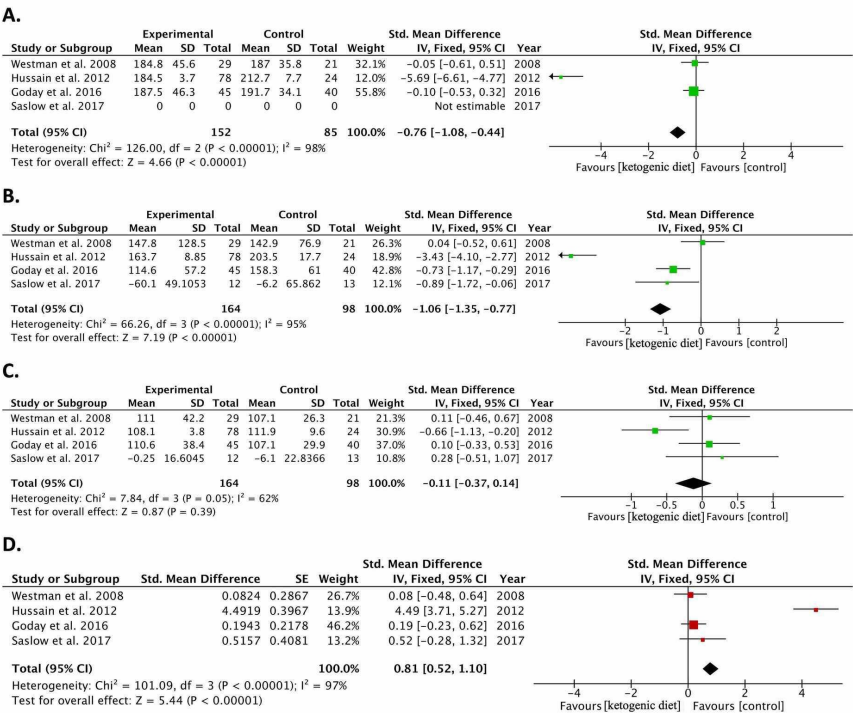 A.
Experimental Control Std. Mean Difference Std. Mean Difference
Study or Subgroup Mean SD Total Mean SD Total Weight IV, Fixed, 95% CI Year IV, Fixed, 95% CI
Westman et al. 2008 184.8 45.6 29 187 35.8 21 32.1% −0.05 [−0.61, 0.51] 2008
Hussain et al. 2012 184.5 3.7 78 212.7 7.7 24 12.0% −5.69 [−6.61, −4.77] 2012
Goday et al. 2016 187.5 46.3 45 191.7 34.1 40 55.8% −0.10 [−0.53, 0.32] 2016
Saslow et al. 2017 0 0 0 0 0 0 Not estimable 2017
Total (95% CI) 152 85 100.0% −0.76 [−1.08, −0.44]
Heterogeneity: Chi² = 126.00, df = 2 (P < 0.00001); I² = 98%
Test for overall effect: Z = 4.66 (P < 0.00001)
−4 −2 0 2 4
Favours [ketogenic diet] Favours [control]
B.
Experimental Control Std. Mean Difference Std. Mean Difference
Study or Subgroup Mean SD Total Mean SD Total Weight IV, Fixed, 95% CI Year IV, Fixed, 95% CI
Westman et al. 2008 147.8 128.5 29 142.9 76.9 21 26.3% 0.04 [−0.52, 0.61] 2008
Hussain et al. 2012 163.7 8.85 78 203.5 17.7 24 18.9% −3.43 [−4.10, −2.77] 2012
Goday et al. 2016 114.6 57.2 45 158.3 61 40 42.8% −0.73 [−1.17, −0.29] 2016
Saslow et al. 2017 −60.1 49.1053 12 −6.2 65.862 13 12.0% −0.89 [−1.72, −0.06] 2017
Total (95% CI) 164 98 100.0% −1.06 [−1.35, −0.77]
Heterogeneity: Chi² = 66.26, df = 3 (P < 0.00001); I² = 95%
Test for overall effect: Z = 7.19 (P < 0.00001)
−2 −1 0 1 2
Favours [ketogenic diet] Favours [control]
C.
Experimental Control Std. Mean Difference Std. Mean Difference
Study or Subgroup Mean SD Total Mean SD Total Weight IV, Fixed, 95% CI Year IV, Fixed, 95% CI
Westman et al. 2008 111 42.2 29 107.1 26.3 21 21.3% 0.11 [−0.46, 0.67] 2008
Hussain et al. 2012 108.1 3.8 78 111.9 9.6 24 30.9% −0.66 [−1.13, −0.20] 2012
Goday et al. 2016 110.6 38.4 45 107.1 29.9 40 37.0% 0.10 [−0.33, 0.53] 2016
Saslow et al. 2017 −0.25 16.6045 12 −6.1 22.8366 13 10.8% 0.28 [−0.51, 1.07] 2017
Total (95% CI) 164 98 100.0% −0.11 [−0.37, 0.14]
Heterogeneity: Chi² = 7.84, df = 3 (P = 0.05); I² = 62%
Test for overall effect: Z = 0.87 (P = 0.39)
−1 −0.5 0 0.5 1
Favours [ketogenic diet] Favours [control]
D.
Std. Mean Difference Std. Mean Difference
Study or Subgroup Std. Mean Difference SE Weight IV, Fixed, 95% CI Year IV, Fixed, 95% CI
Westman et al. 2008 0.0824 0.2867 26.7% 0.08 [−0.48, 0.64] 2008
Hussain et al. 2012 4.4919 0.3967 13.9% 4.49 [3.71, 5.27] 2012
Goday et al. 2016 0.1943 0.2178 46.2% 0.19 [−0.23, 0.62] 2016
Saslow et al. 2017 0.5157 0.4081 13.2% 0.52 [−0.28, 1.32] 2017
Total (95% CI) 100.0% 0.81 [0.52, 1.10]
Heterogeneity: Chi² = 101.09, df = 3 (P < 0.00001); I² = 97%
Test for overall effect: Z = 5.44 (P < 0.00001)
−4 −2 0 2 4
Favours [ketogenic diet] Favours [control]